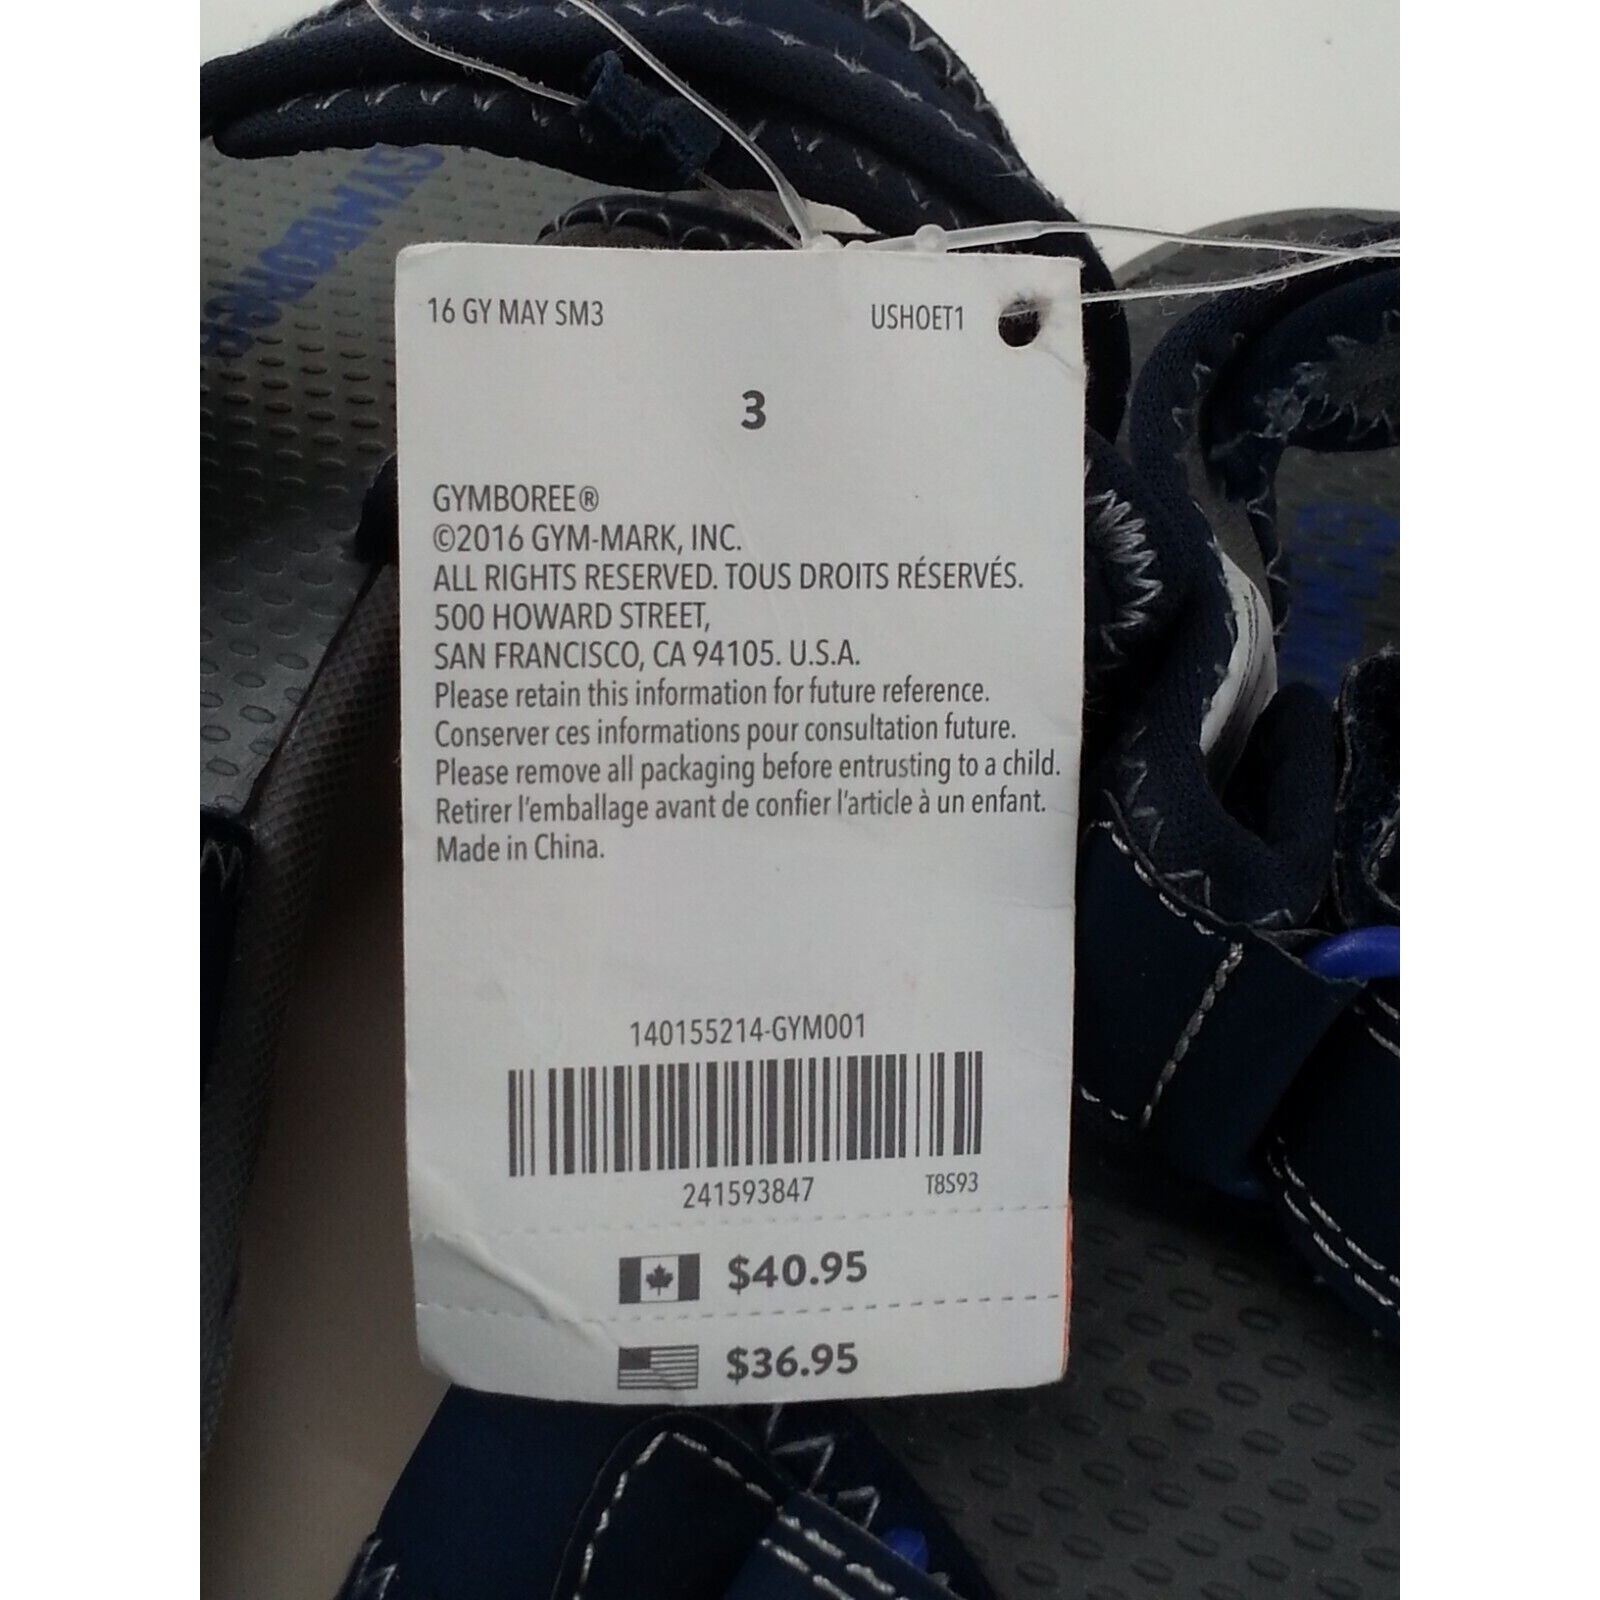 GYMBOREE
16 GY MAY SM3 USHOET1
3
GYMBOREE®
©2016 GYM-MARK, INC.
ALL RIGHTS RESERVED. TOUS DROITS RÉSERVÉS.
500 HOWARD STREET,
SAN FRANCISCO, CA 94105. U.S.A.
Please retain this information for future reference.
Conserver ces informations pour consultation future.
Please remove all packaging before entrusting to a child.
Retirer l'emballage avant de confier l'article à un enfant.
Made in China.
140155214-GYM001
241593847 T8S93
$40.95
$36.95